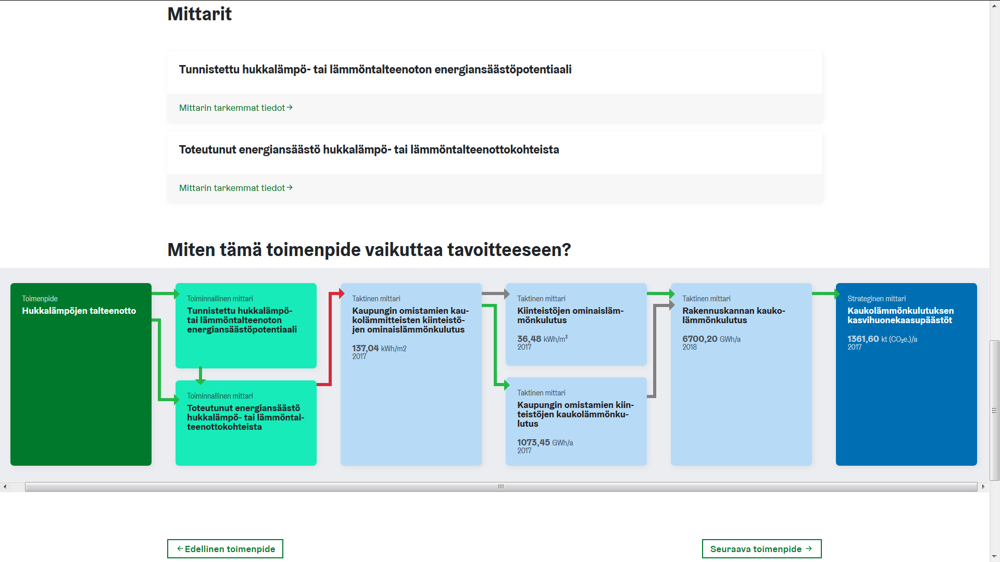 Mittarit
Tunnistettu hukkalämpö- tai lämmöntalteenoton energiansäästöpotentiaali
Mittarin tarkemmat tiedot→
Toteutunut energiansäästö hukkalämpö- tai lämmöntalteenottokohteista
Mittarin tarkemmat tiedot→
Miten tämä toimenpide vaikuttaa tavoitteeseen?
Toimenpide
Hukkalämpöjen talteenotto
Toiminnallinen mittari
Tunnistettu hukkalämpö-
tai lämmöntalteenoton
energiansäästöpotentiaali
Toiminnallinen mittari
Toteutunut energiansäästö
hukkalämpö- tai lämmöntal-
teenottokohteista
Taktinen mittari
Kaupungin omistamien kau-
kolämmitteisten kiinteistö-
jen ominaislämmönkulutus
137,04 kWh/m2
2017
Taktinen mittari
Kiinteistöjen ominaisläm-
mönkulutus
36,48 kWh/m³
2017
Taktinen mittari
Kaupungin omistamien kiin-
teistöjen kaukolämmönku-
lutus
1073,45 GWh/a
2017
Taktinen mittari
Rakennuskannan kauko-
lämmönkulutus
6700,20 GWh/a
2018
Strateginen mittari
Kaukolämmönkulutuksen
kasvihuonekaasupäästöt
1361,60 kt (CO₂e.)/a
2017
←Edellinen toimenpide
Seuraava toimenpide →